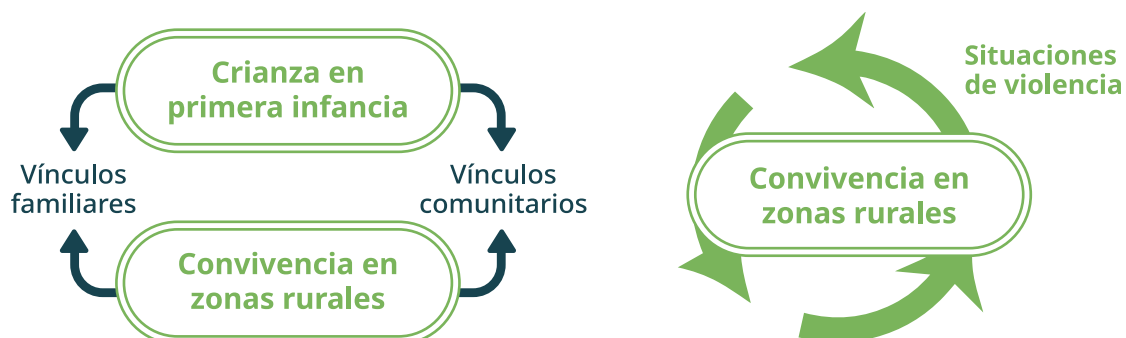 Crianza en
primera infancia
Vínculos
familiares
Vínculos
comunitarios
Convivencia en
zonas rurales
Situaciones
de violencia
Convivencia en
zonas rurales